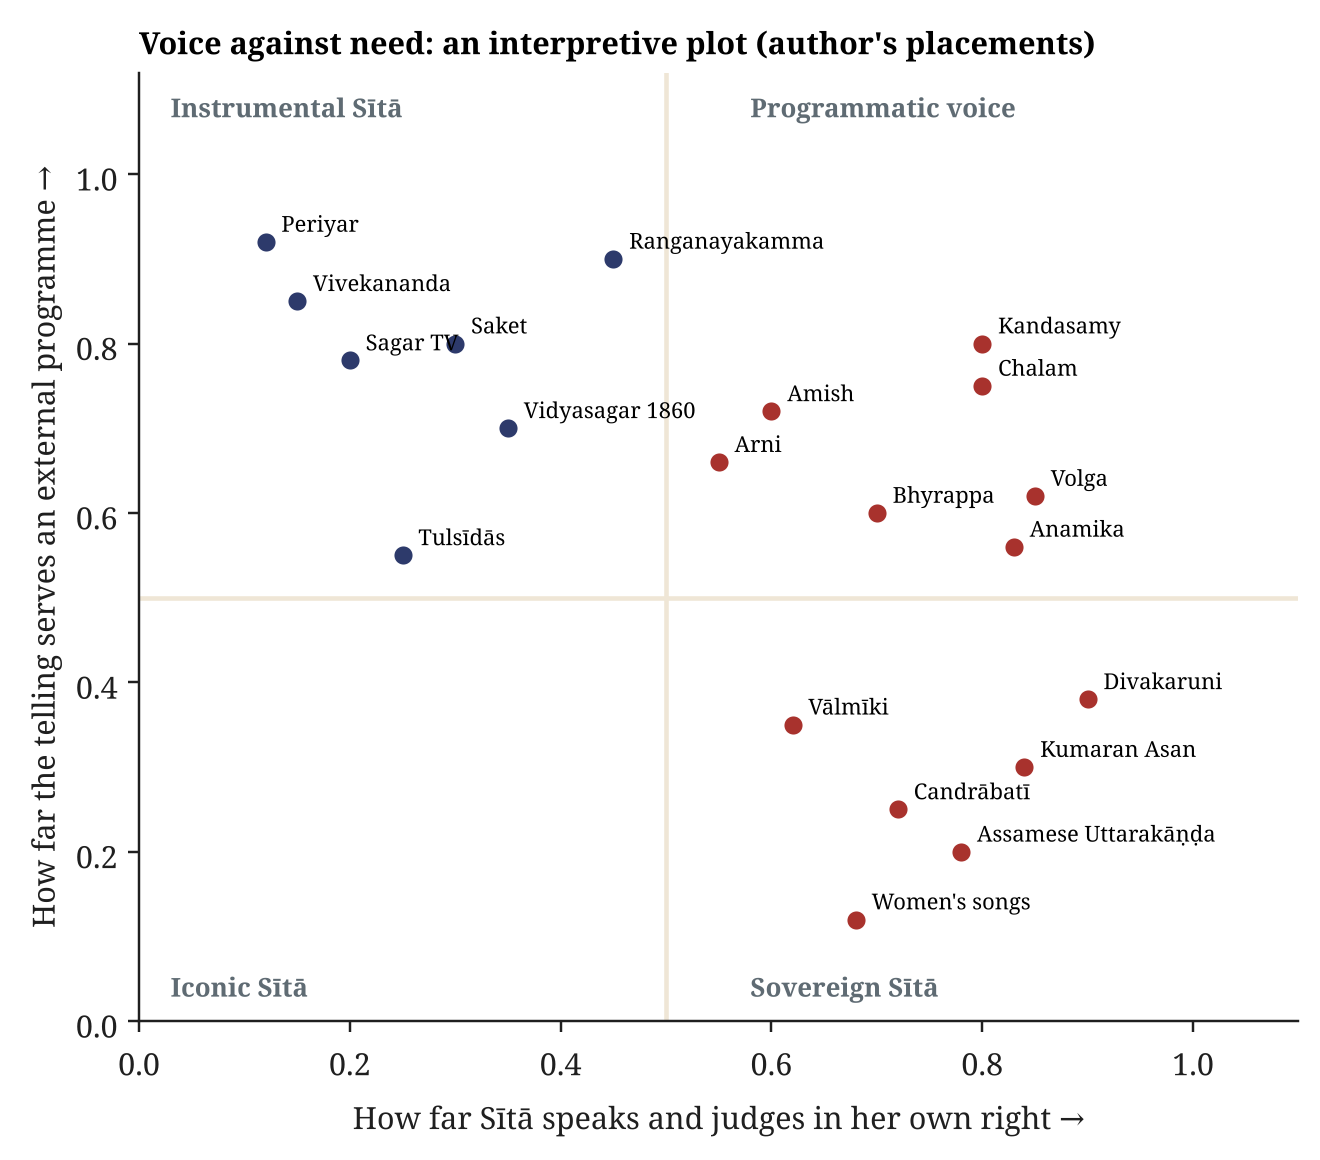 Voice against need: an interpretive plot (author's placements)
Instrumental Sītā
Programmatic voice
How far the telling serves an external programme →
1.0
0.8
0.6
0.4
0.2
0.0
Periyar
Ranganayakamma
Vivekananda
Saket
Sagar TV
Kandasamy
Chalam
Amish
Vidyasagar 1860
Arni
Volga
Bhyrappa
Anamika
Tulsīdās
Divakaruni
Vālmīki
Kumaran Asan
Candrābatī
Assamese Uttarakāṇḍa
Women's songs
Iconic Sītā
Sovereign Sītā
0.0 0.2 0.4 0.6 0.8 1.0
How far Sītā speaks and judges in her own right →